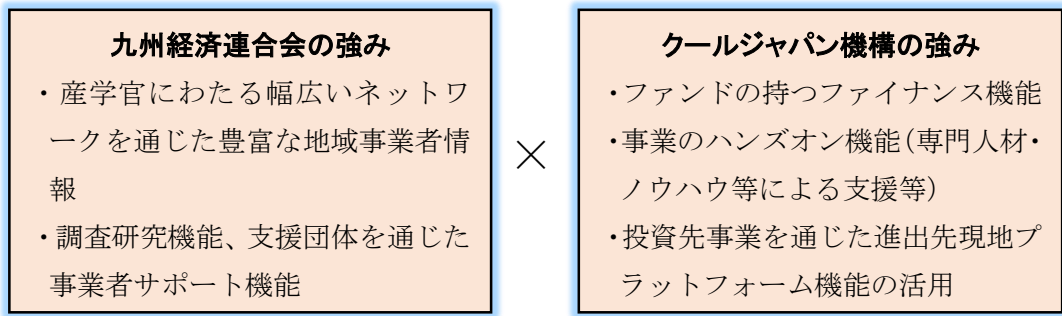 九州経済連合会の強み
・産学官にわたる幅広いネットワ
ークを通じた豊富な地域事業者情
報
・調査研究機能、支援団体を通じた
事業者サポート機能
×
クールジャパン機構の強み
・ファンドの持つファイナンス機能
・事業のハンズオン機能(専門人材・
ノウハウ等による支援等)
・投資先事業を通じた進出先現地プ
ラットフォーム機能の活用